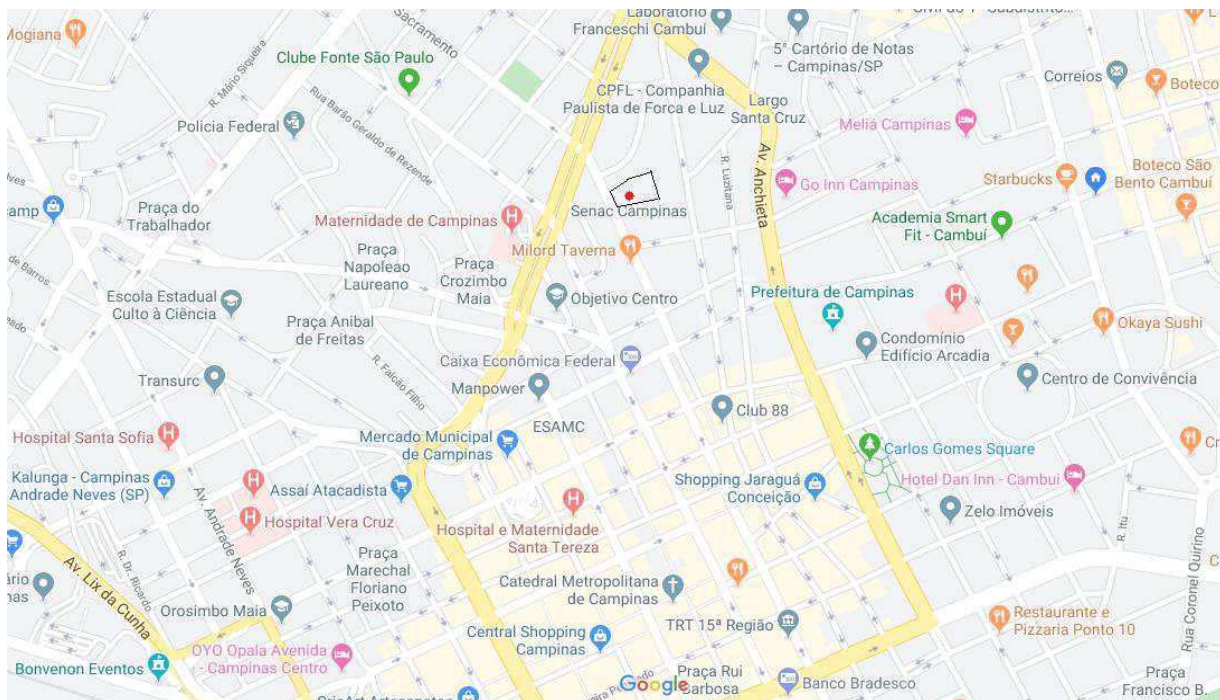 Mogiana
Sacramento
Clube Fonte São Paulo
R. Mário Siqueira
Rua Barão Geraldo de Rezende
Policia Federal
Laboratório
Franceschi Cambuí
5° Cartório de Notas
– Campinas/SP
CPFL - Companhia
Paulista de Forca e Luz
Largo
Santa Cruz
Correios
Boteco
Meliá Campinas
R. Luzitana
Av. Anchieta
Go Inn Campinas
Starbucks
Boteco São
Bento Cambuí
Academia Smart
Fit - Cambuí
Praça do
Trabalhador
Maternidade de Campinas
Senac Campinas
Milord Taverna
Praça
Napoleao
Laureano
Praça
Crozimbo
Maia
de Barros
Escola Estadual
Culto à Ciência
Praça Anibal
de Freitas
Objetivo Centro
Prefeitura de Campinas
Okaya Sushi
Condomínio
Edifício Arcadia
Caixa Econômica Federal
Manpower
Transurc
R. Falcão Filho
Centro de Convivência
Club 88
ESAMC
Hospital Santa Sofia
Mercado Municipal
de Campinas
Carlos Gomes Square
Kalunga - Campinas
Andrade Neves (SP)
Assaí Atacadista
Shopping Jaraguá
Conceição
Hotel Dan Inn - Cambui
Av. Andrade Neves
Hospital Vera Cruz
Hospital e Maternidade
Santa Tereza
Zelo Imóveis
R. Itu
Rua Coronel Quirino
Av. Lix da Cunha
R. Dr. Ricardo
Praça
Marechal
Floriano
Peixoto
Catedral Metropolitana
de Campinas
Orosimbo Maia
Restaurante e
Pizzaria Ponto 10
TRT 15ª Região
Central Shopping
Campinas
OYO Opala Avenida
- Campinas Centro
Bonvenon Eventos
Google
Praça Rui
Barbosa
Banco Bradesco
Praça
Francisco B.